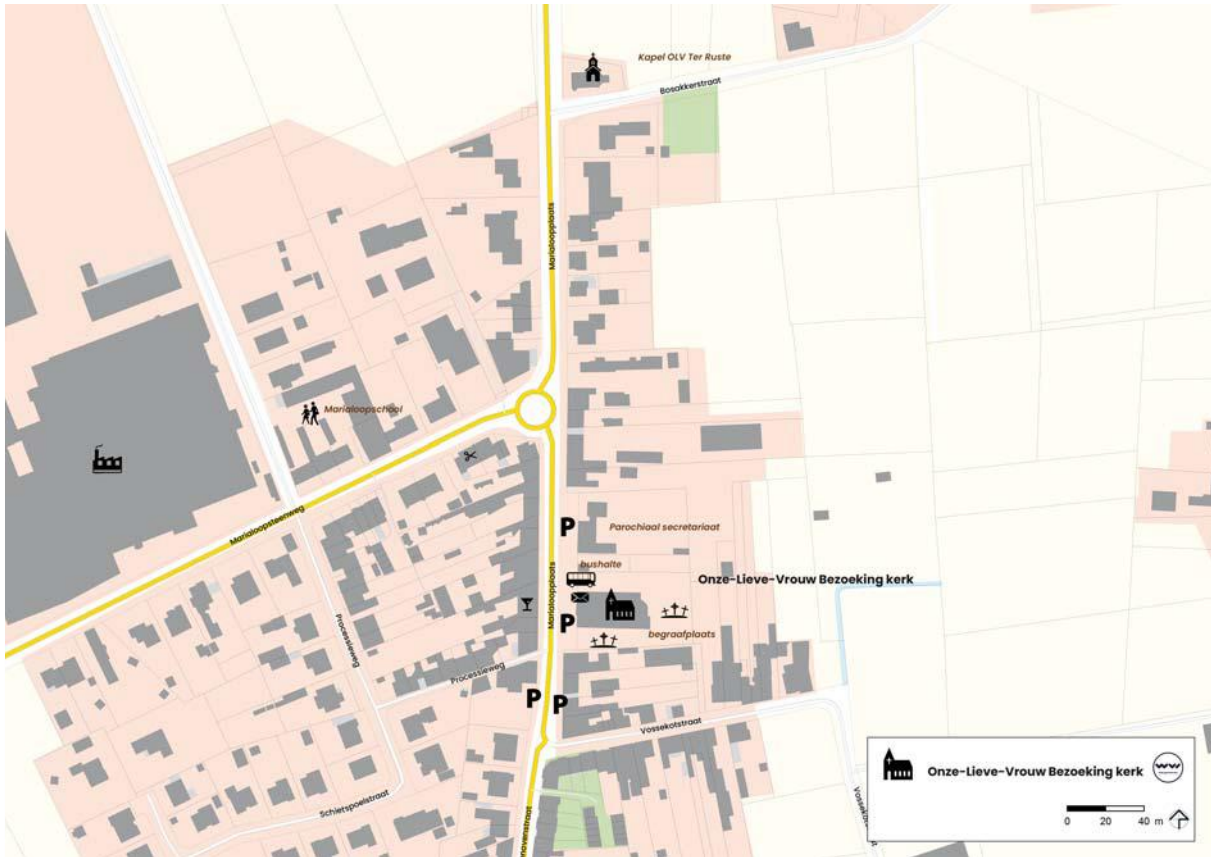 Kapel OLV Ter Ruste
Bosakkerstraat
Marialoopplaats
Marialoopschool
Marialoopsteenweg
P
Parochiaal secretariaat
bushalte
Onze-Lieve-Vrouw Bezoeking kerk
Marialoopplaats
P
begraafplaats
Processieweg
Processieweg
P
P
Vossekotstraat
Schietspoelstraat
Onze-Lieve-Vrouw Bezoeking kerk
0 20 40 m